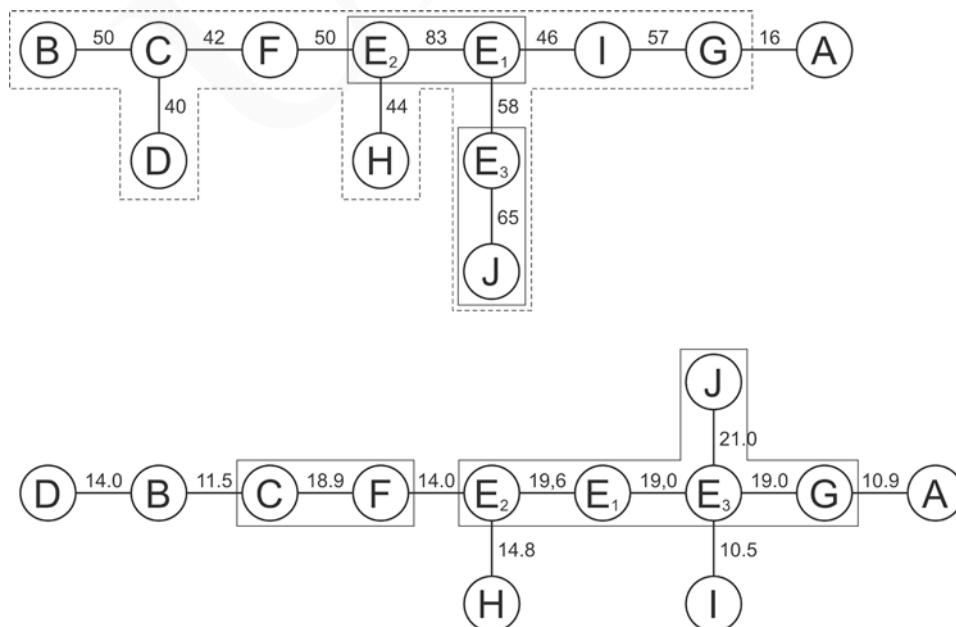 B 50 C 42 F 50 E2 83 E1 46 I 57 G 16 A
40 44 58
D H E3
65
J
J
21.0
D 14.0 B 11.5 C 18.9 F 14.0 E2 19,6 E1 19,0 E3 19.0 G 10.9 A
14.8 10.5
H I